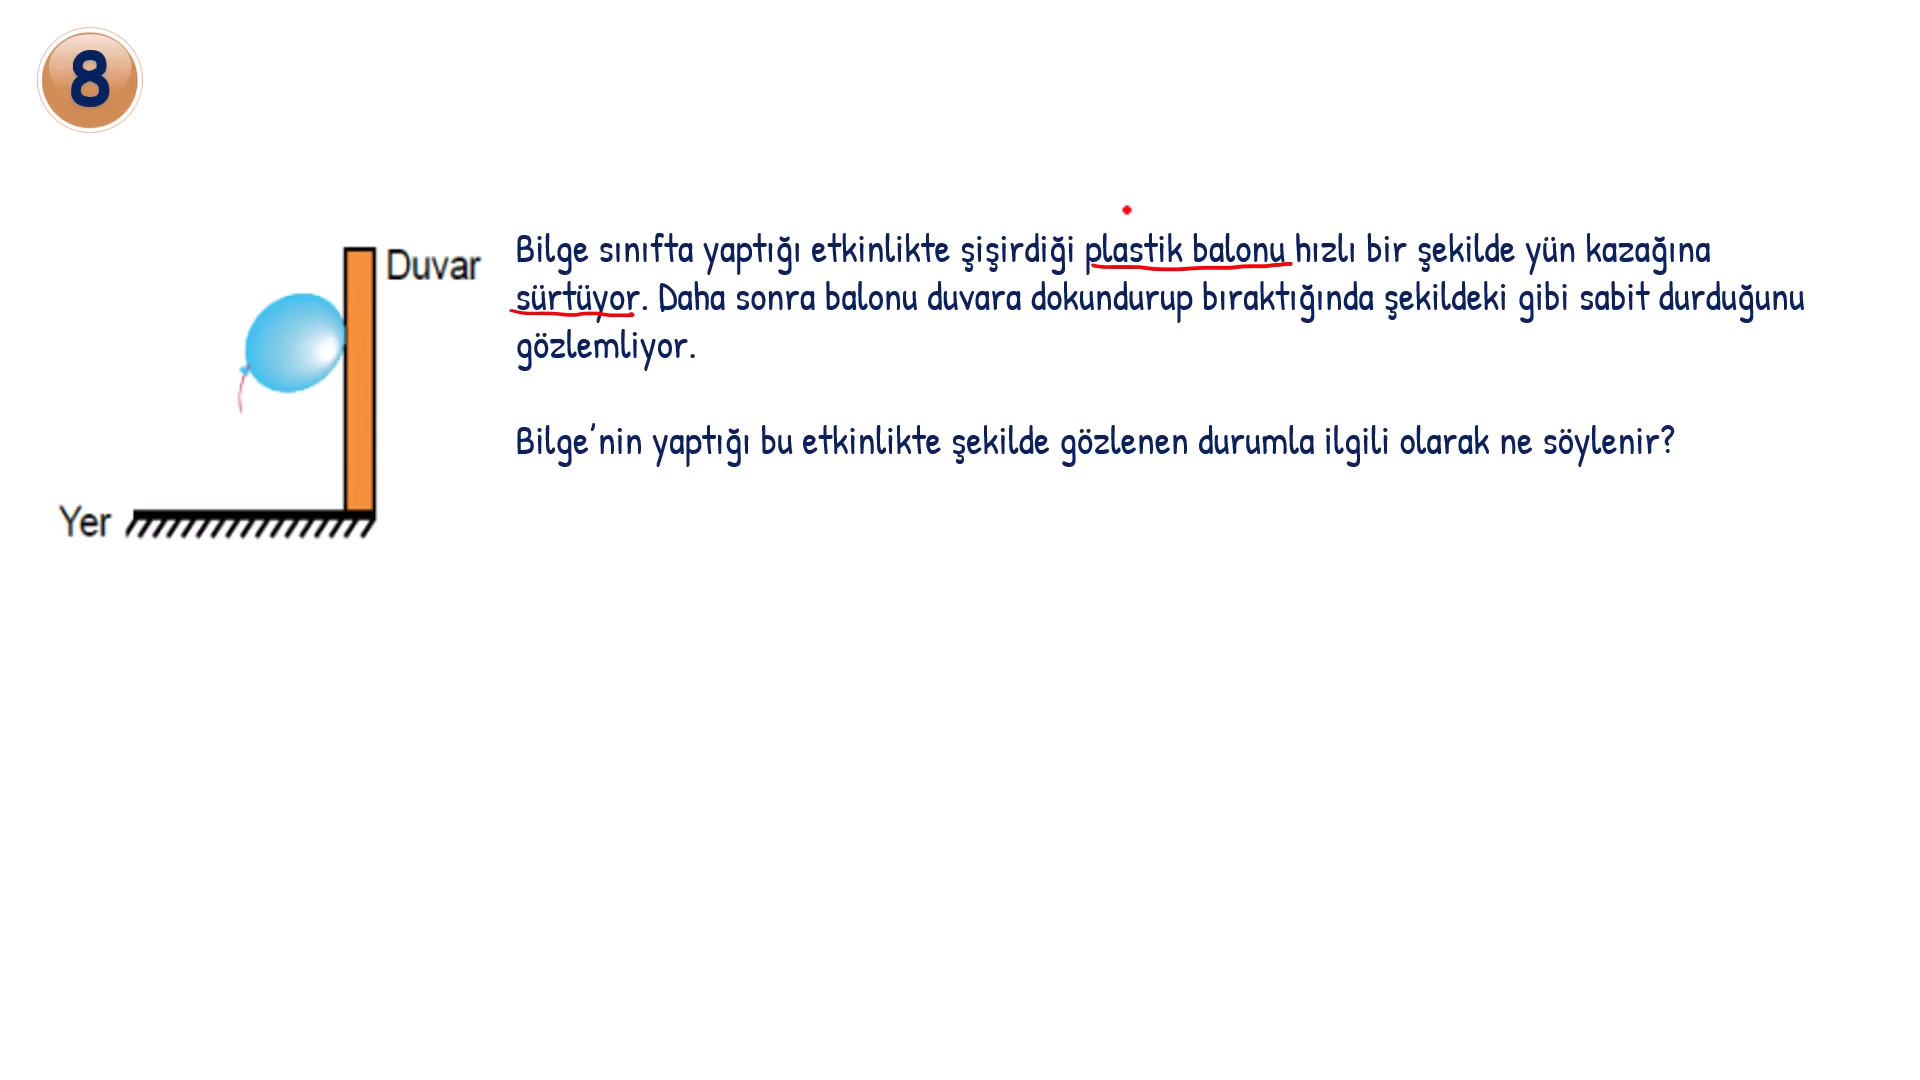 8
Duvar
Yer
Bilge sınıfta yaptığı etkinlikte şişirdiği plastik balonu hızlı bir şekilde yün kazağına
sürtüyor. Daha sonra balonu duvara dokundurup bıraktığında şekildeki gibi sabit durduğunu
gözlemliyor.
Bilge'nin yaptığı bu etkinlikte şekilde gözlenen durumla ilgili olarak ne söylenir?